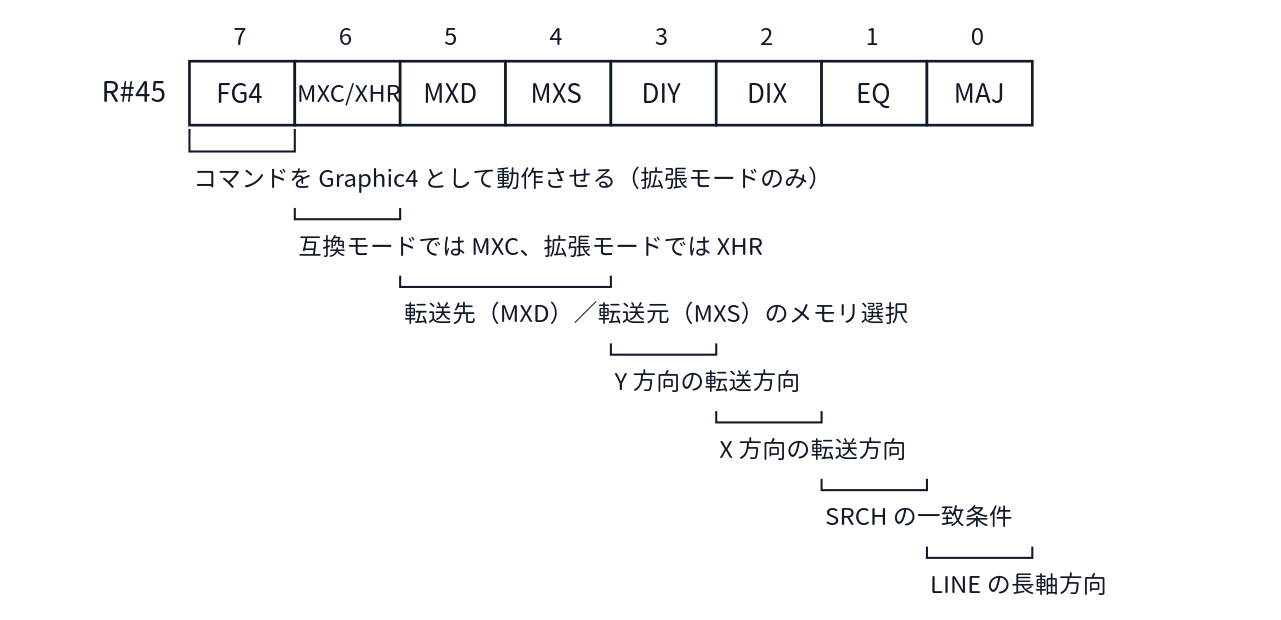 7 6 5 4 3 2 1 0
R#45 FG4 MXC/XHR MXD MXS DIY DIX EQ MAJ
コマンドを Graphic4 として動作させる（拡張モードのみ）
互換モードでは MXC、拡張モードでは XHR
転送先（MXD）／転送元（MXS）のメモリ選択
Y 方向の転送方向
X 方向の転送方向
SRCH の一致条件
LINE の長軸方向